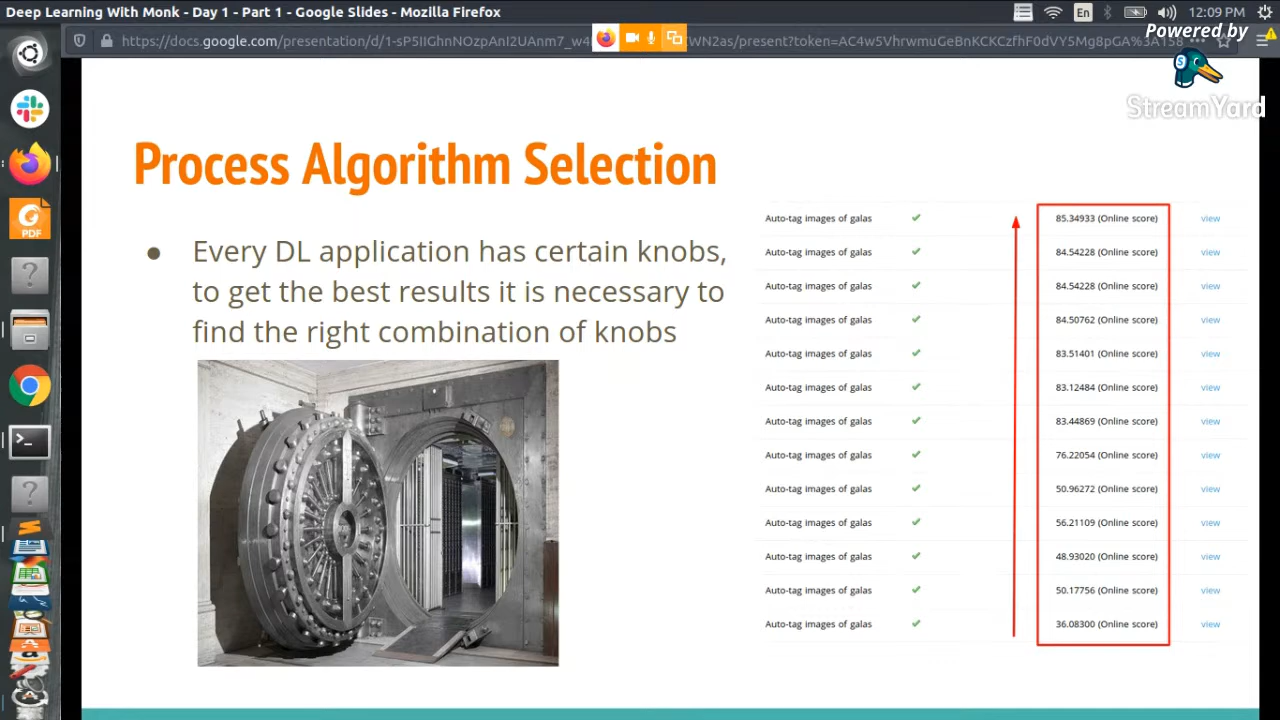 Deep Learning With Monk - Day 1 - Part 1 - Google Slides - Mozilla Firefox
En
12:09 PM
Powered by
StreamYard
Process Algorithm Selection
● Every DL application has certain knobs,
to get the best results it is necessary to
find the right combination of knobs
Auto-tag images of galas 85.34933 (Online score) view
Auto-tag images of galas 84.54228 (Online score) view
Auto-tag images of galas 84.54228 (Online score) view
Auto-tag images of galas 84.50762 (Online score) view
Auto-tag images of galas 83.51401 (Online score) view
Auto-tag images of galas 83.12484 (Online score) view
Auto-tag images of galas 83.44869 (Online score) view
Auto-tag images of galas 76.22054 (Online score) view
Auto-tag images of galas 50.96272 (Online score) view
Auto-tag images of galas 56.21109 (Online score) view
Auto-tag images of galas 48.93020 (Online score) view
Auto-tag images of galas 50.17756 (Online score) view
Auto-tag images of galas 36.08300 (Online score) view
PDF